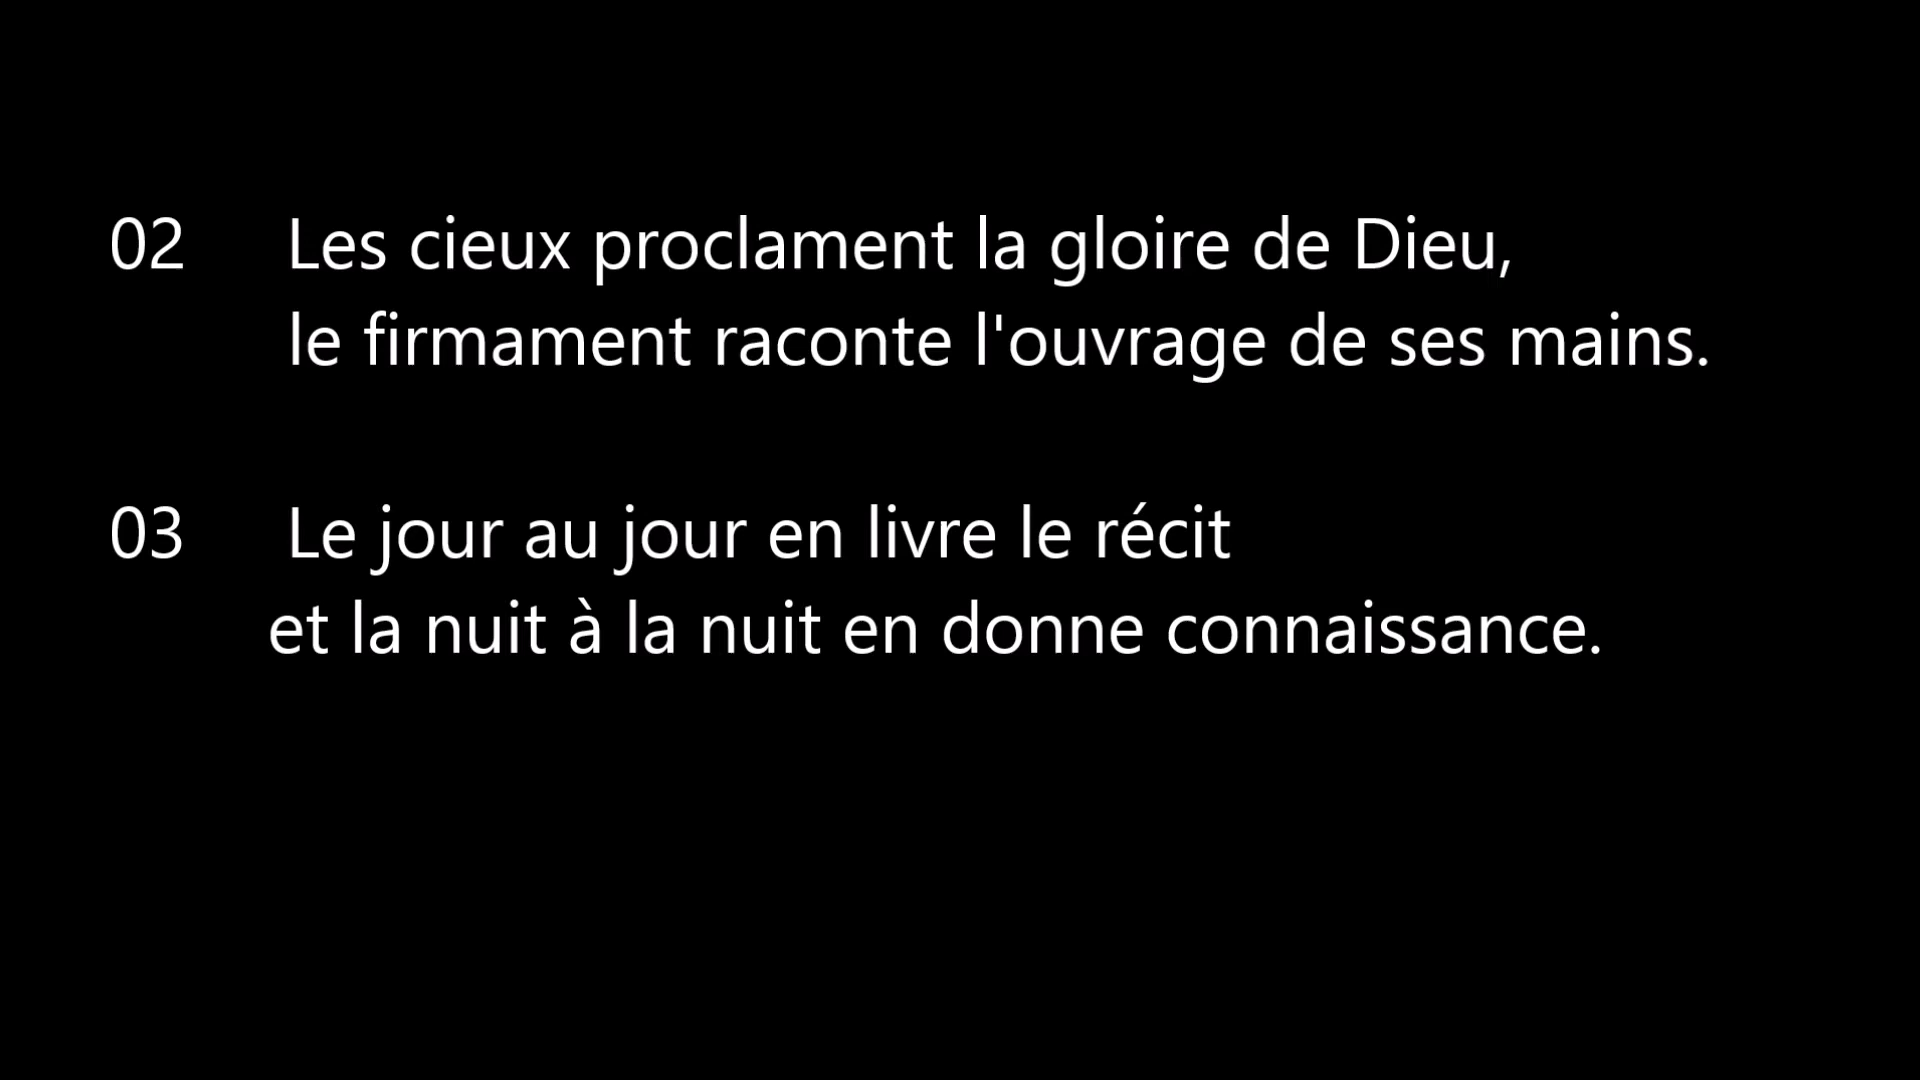 02 Les cieux proclament la gloire de Dieu,
le firmament raconte l'ouvrage de ses mains.
03 Le jour au jour en livre le récit
et la nuit à la nuit en donne connaissance.